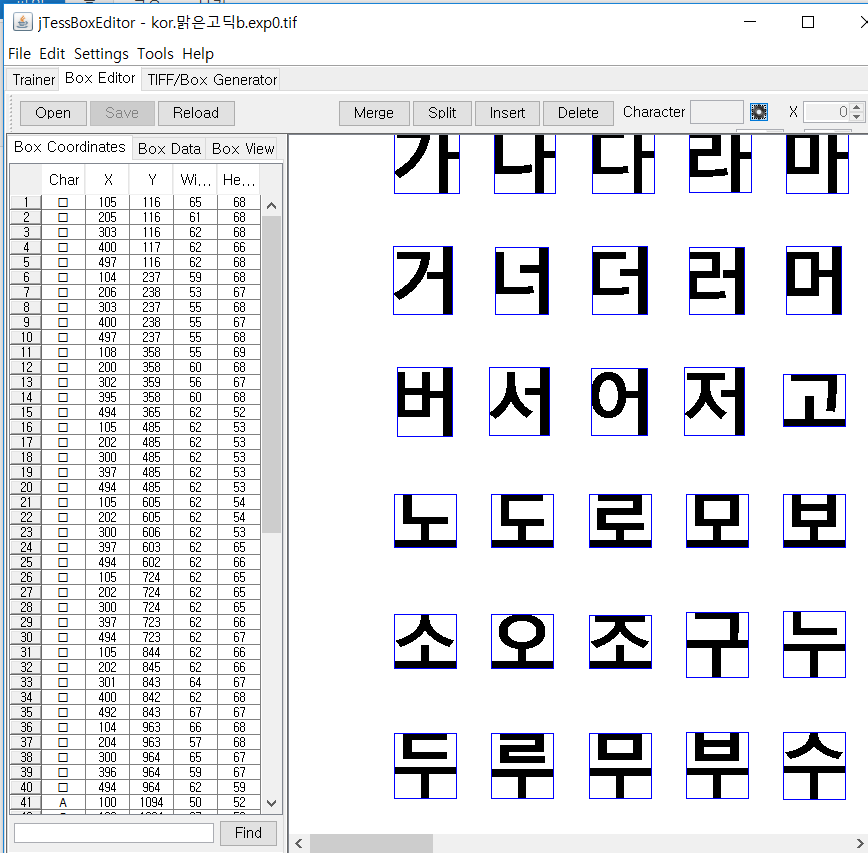 jTessBoxEditor - kor.맑은고딕b.exp0.tif
File Edit Settings Tools Help
Trainer Box Editor TIFF/Box Generator
Open Save Reload Merge Split Insert Delete Character X 0
Box Coordinates Box Data Box View
Char X Y Wi... He...
1 □ 105 116 65 68
2 □ 205 116 61 68
3 □ 303 116 62 68
4 □ 400 117 62 66
5 □ 497 116 62 68
6 □ 104 237 59 68
7 □ 206 238 53 67
8 □ 303 237 55 68
9 □ 400 238 55 67
10 □ 497 237 55 68
11 □ 108 358 55 69
12 □ 200 358 60 68
13 □ 302 359 56 67
14 □ 395 358 60 68
15 □ 494 365 62 52
16 □ 105 485 62 53
17 □ 202 485 62 53
18 □ 300 485 62 53
19 □ 397 485 62 53
20 □ 494 485 62 53
21 □ 105 605 62 54
22 □ 202 605 62 54
23 □ 300 606 62 53
24 □ 397 603 62 65
25 □ 494 602 62 66
26 □ 105 724 62 65
27 □ 202 724 62 65
28 □ 300 724 62 65
29 □ 397 723 62 66
30 □ 494 723 62 67
31 □ 105 844 62 66
32 □ 202 845 62 66
33 □ 301 843 64 67
34 □ 400 842 62 68
35 □ 492 843 67 67
36 □ 104 963 66 68
37 □ 204 963 57 68
38 □ 300 964 65 67
39 □ 396 964 59 67
40 □ 494 964 62 59
41 A 100 1094 50 52
Find
가 나 다 라 마
거 너 더 러 머
버 서 어 저 고
노 도 로 모 보
소 오 조 구 누
두 루 무 부 수